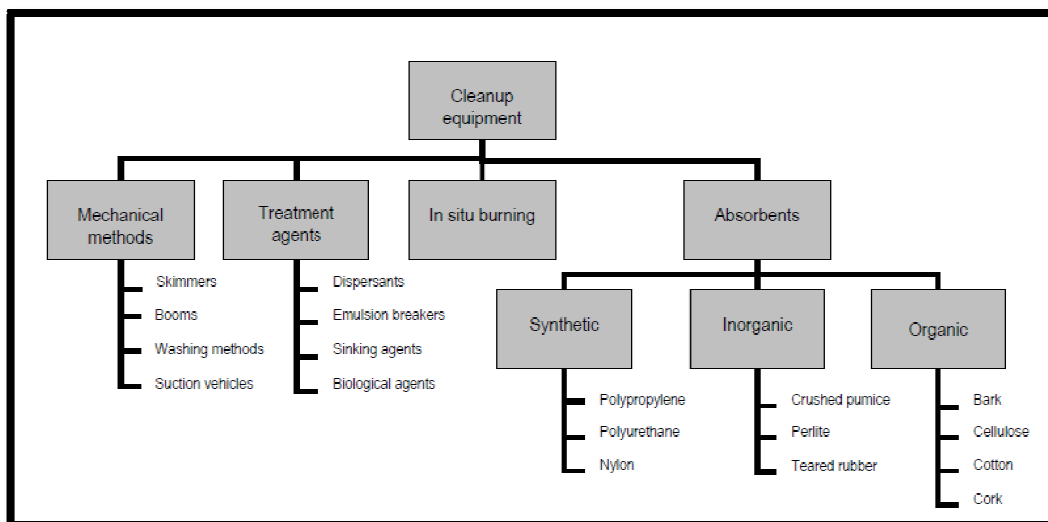 Cleanup
equipment
Mechanical
methods
Treatment
agents
In situ burning
Absorbents
Skimmers
Booms
Washing methods
Suction vehicles
Dispersants
Emulsion breakers
Sinking agents
Biological agents
Synthetic
Inorganic
Organic
Polypropylene
Polyurethane
Nylon
Crushed pumice
Perlite
Teared rubber
Bark
Cellulose
Cotton
Cork